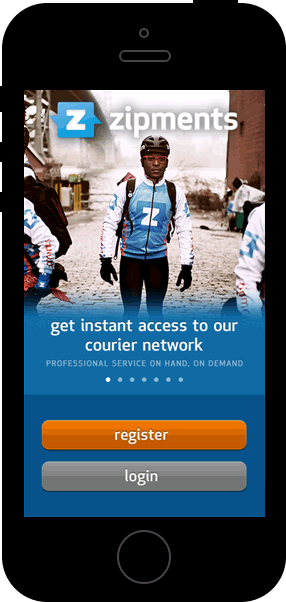 Z zipments
Z
get instant access to our
courier network
PROFESSIONAL SERVICE ON HAND, ON DEMAND
register
login